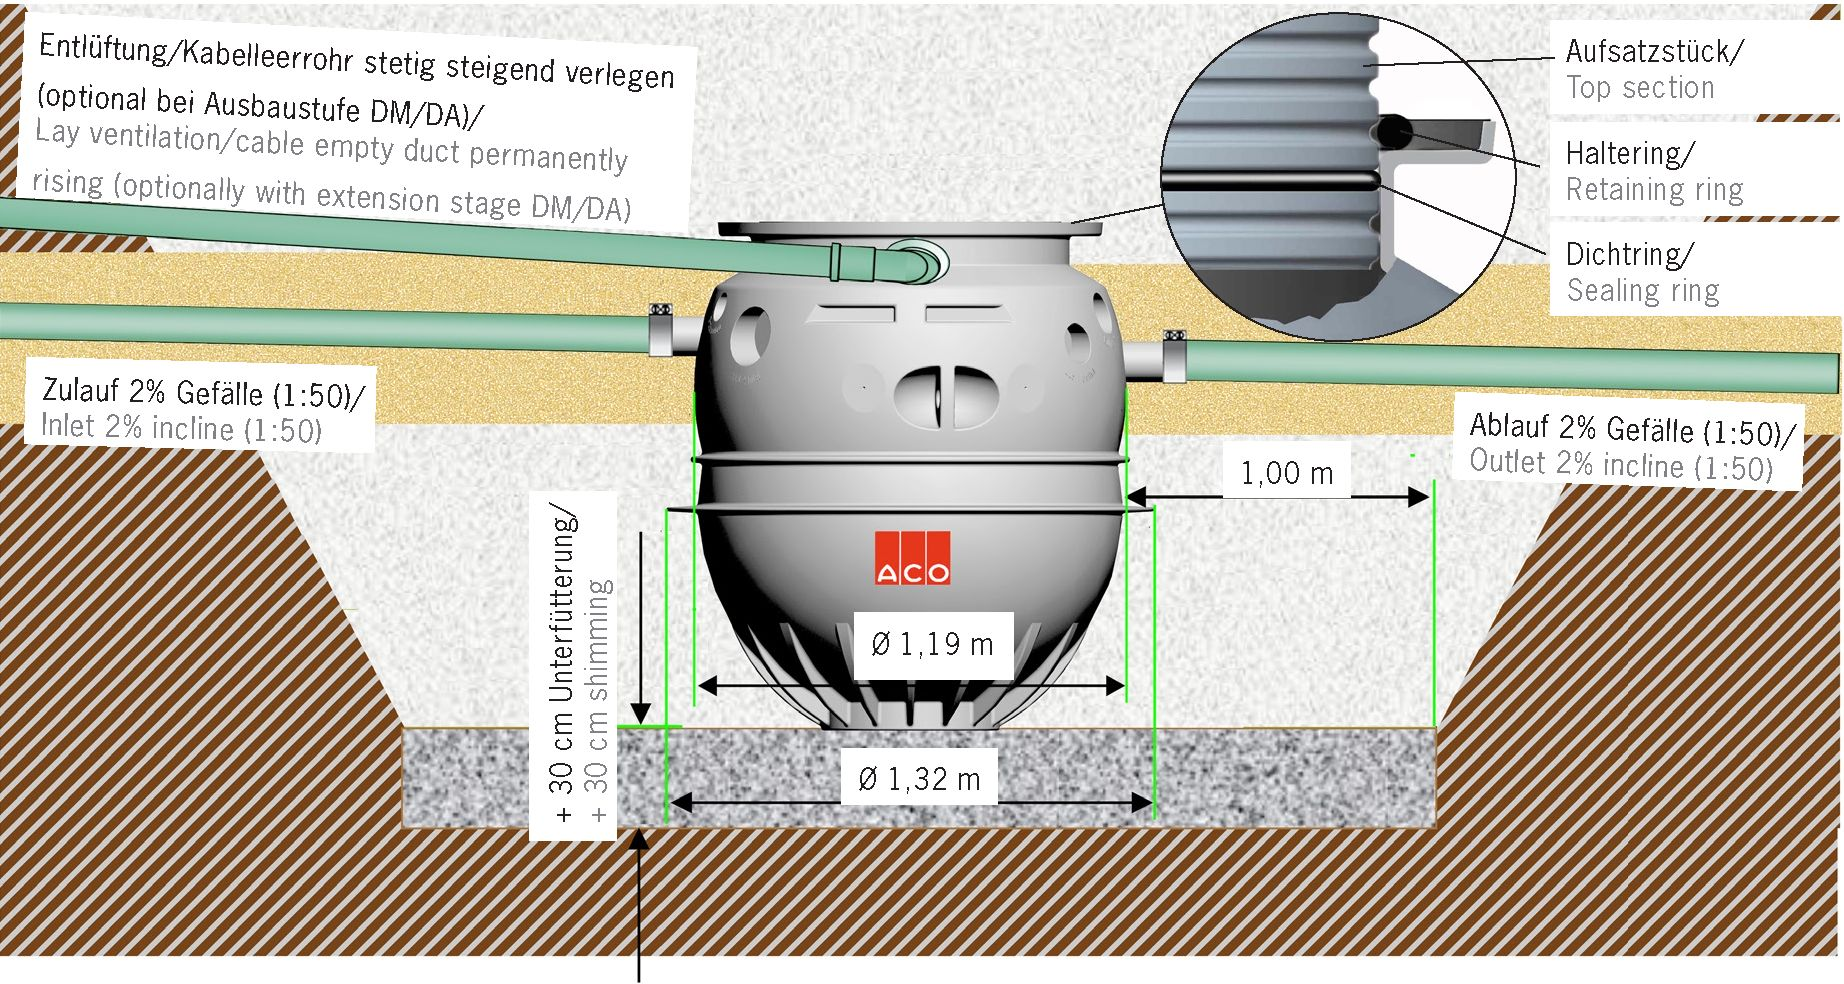 Entlüftung/Kabelleerrohr stetig steigend verlegen
(optional bei Ausbaustufe DM/DA)/
Lay ventilation/cable empty duct permanently
rising (optionally with extension stage DM/DA)
Aufsatzstück/
Top section
Haltering/
Retaining ring
Dichtring/
Sealing ring
Zulauf 2% Gefälle (1:50)/
Inlet 2% incline (1:50)
Ablauf 2% Gefälle (1:50)/
Outlet 2% incline (1:50)
1,00 m
+ 30 cm Unterfütterung/
+ 30 cm shimming
ACO
Ø 1,19 m
Ø 1,32 m